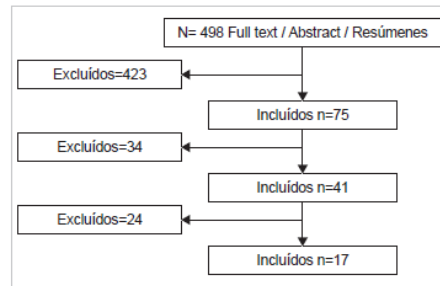 N= 498 Full text / Abstract / Resúmenes
Excluídos=423
Incluídos n=75
Excluídos=34
Incluídos n=41
Excluídos=24
Incluídos n=17